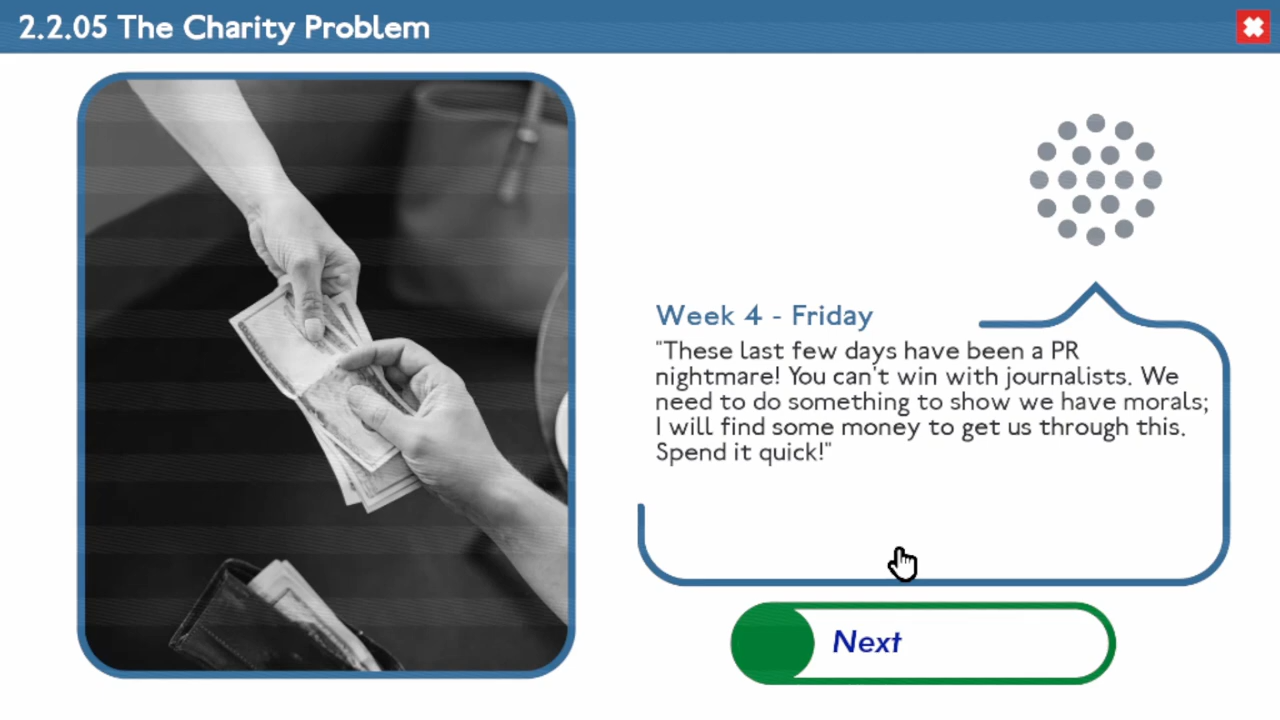 2.2.05 The Charity Problem
Week 4 - Friday
"These last few days have been a PR
nightmare! You can't win with journalists. We
need to do something to show we have morals;
I will find some money to get us through this.
Spend it quick!"
Next